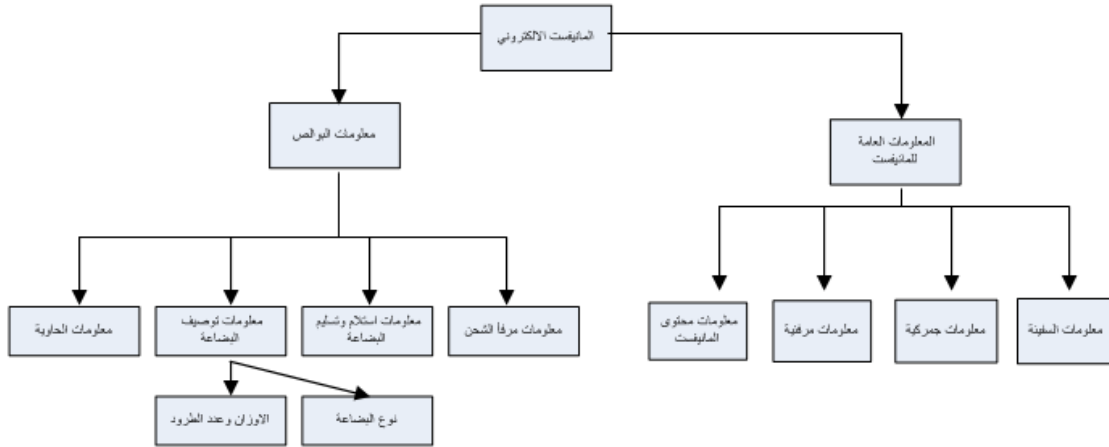 المانيفست الالكتروني
المعلومات العامة
للمانيفست
معلومات البوالص
معلومات السفينة
معلومات جمركية
معلومات مرفئية
معلومات محتوى
المانيفست
معلومات مرفأ الشحن
معلومات استلام وتسليم
البضاعة
معلومات توصيف
البضاعة
معلومات الحاوية
نوع البضاعة
الاوزان وعدد الطرود